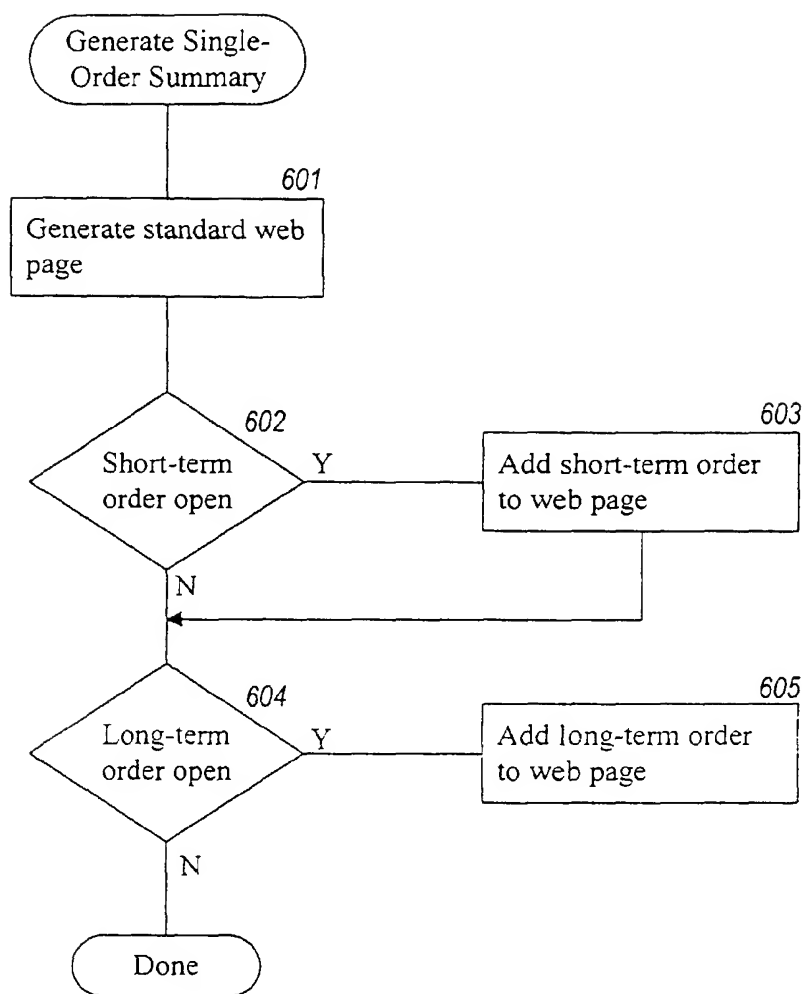 Generate Single-
Order Summary
601
Generate standard web
page
602
Short-term
order open
Y
603
Add short-term order
to web page
N
604
Long-term
order open
Y
605
Add long-term order
to web page
N
Done